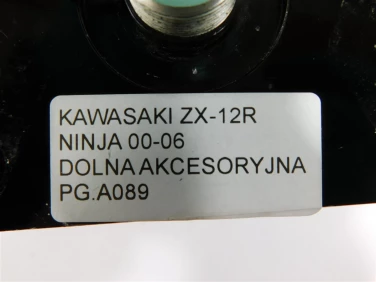 KAWASAKI ZX-12R
NINJA 00-06
DOLNA AKCESORYJNA
PG.A089